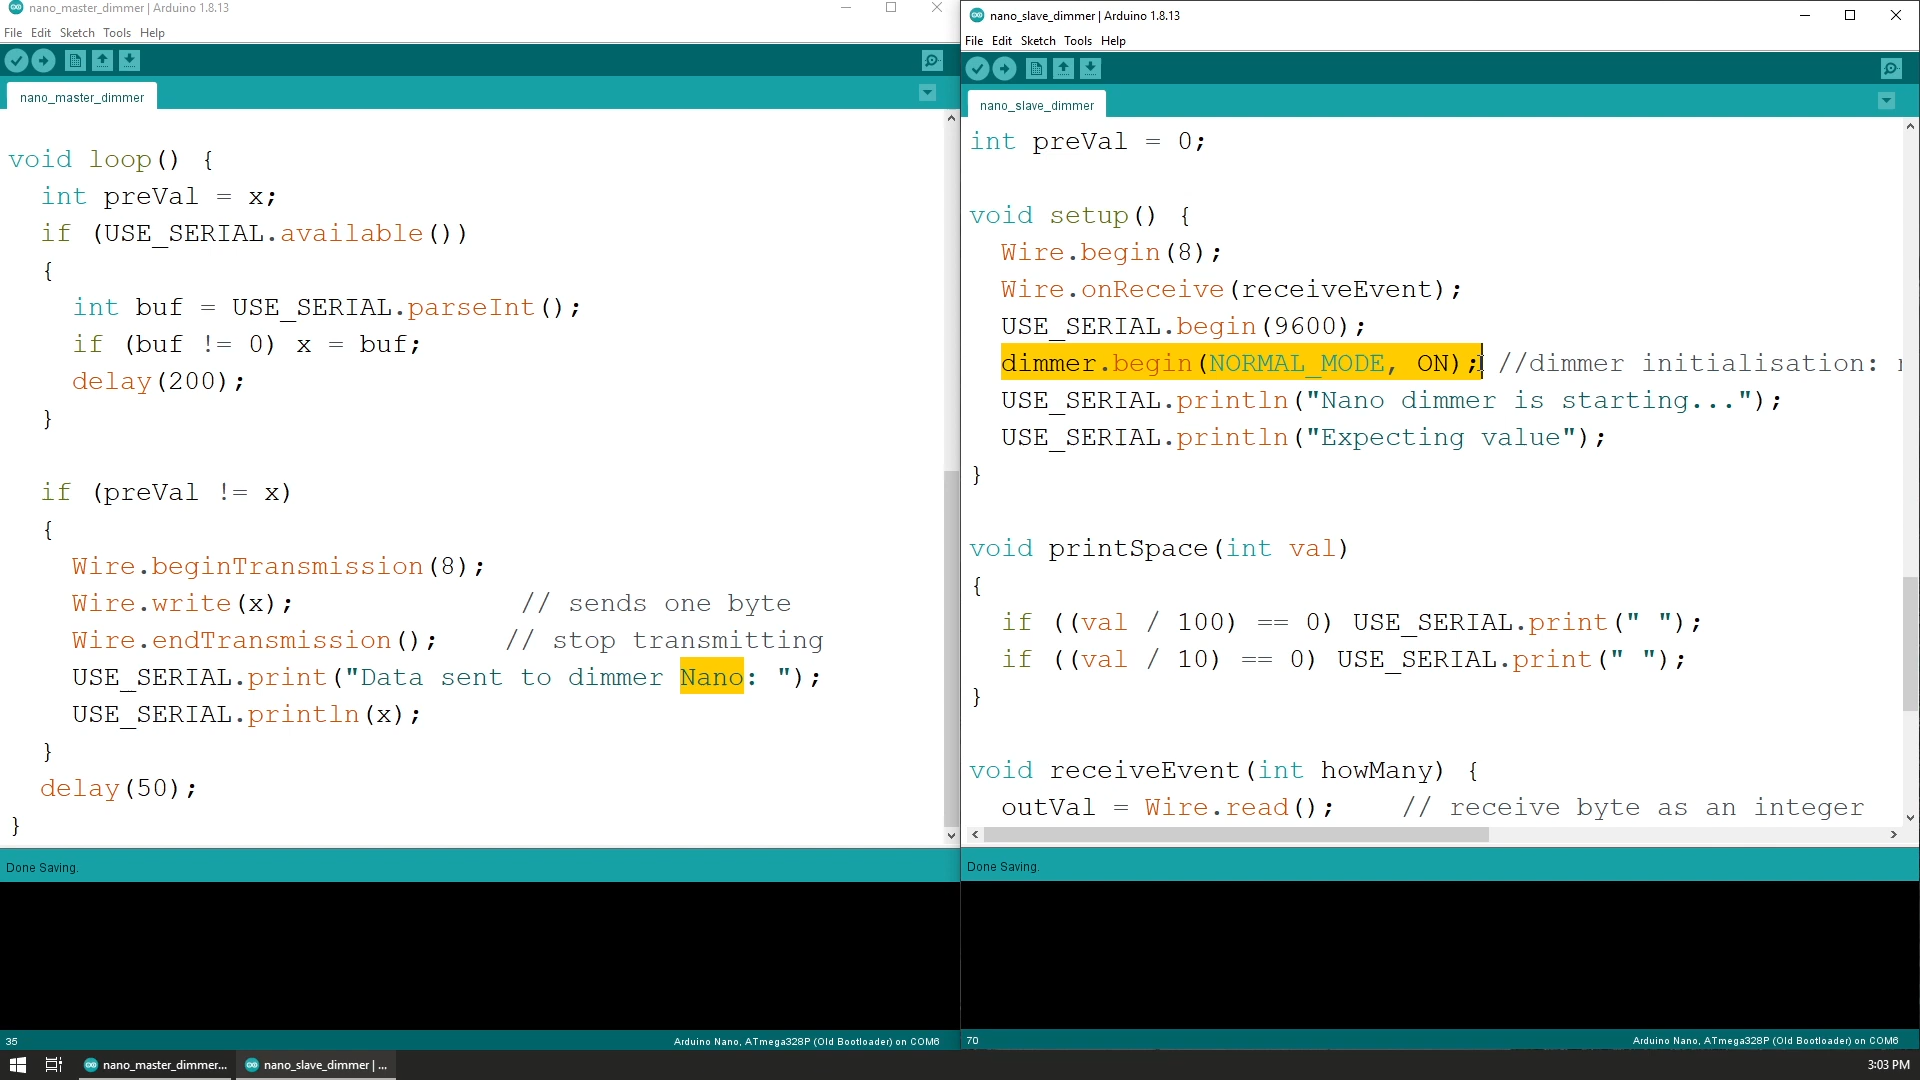 nano_master_dimmer | Arduino 1.8.13
File Edit Sketch Tools Help
nano_master_dimmer
void loop() {
int preVal = x;
if (USE_SERIAL.available())
{
int buf = USE_SERIAL.parseInt();
if (buf != 0) x = buf;
delay(200);
}
if (preVal != x)
{
Wire.beginTransmission(8);
Wire.write(x); // sends one byte
Wire.endTransmission(); // stop transmitting
USE_SERIAL.print("Data sent to dimmer Nano: ");
USE_SERIAL.println(x);
}
delay(50);
}
Done Saving.
35
Arduino Nano, ATmega328P (Old Bootloader) on COM6
nano_slave_dimmer | Arduino 1.8.13
File Edit Sketch Tools Help
nano_slave_dimmer
int preVal = 0;
void setup() {
Wire.begin(8);
Wire.onReceive(receiveEvent);
USE_SERIAL.begin(9600);
dimmer.begin(NORMAL_MODE, ON); //dimmer initialisation:
USE_SERIAL.println("Nano dimmer is starting...");
USE_SERIAL.println("Expecting value");
}
void printSpace(int val)
{
if ((val / 100) == 0) USE_SERIAL.print(" ");
if ((val / 10) == 0) USE_SERIAL.print(" ");
}
void receiveEvent(int howMany) {
outVal = Wire.read(); // receive byte as an integer
Done Saving.
70
Arduino Nano, ATmega328P (Old Bootloader) on COM6
nano_master_dimmer...
nano_slave_dimmer | ...
3:03 PM